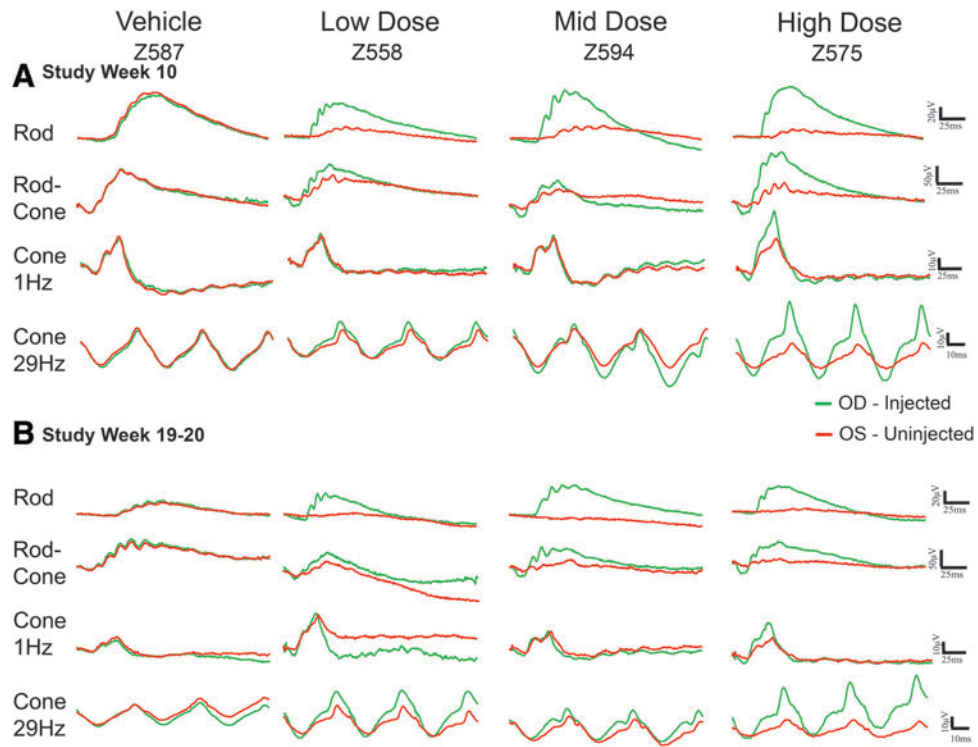 Vehicle Low Dose Mid Dose High Dose
Z587 Z558 Z594 Z575
A Study Week 10
Rod
20µV
25ms
Rod-
Cone
50µV
25ms
Cone
1Hz
10µV
25ms
Cone
29Hz
10µV
10ms
OD - Injected
OS - Uninjected
B Study Week 19-20
Rod
20µV
25ms
Rod-
Cone
50µV
25ms
Cone
1Hz
10µV
25ms
Cone
29Hz
10µV
10ms